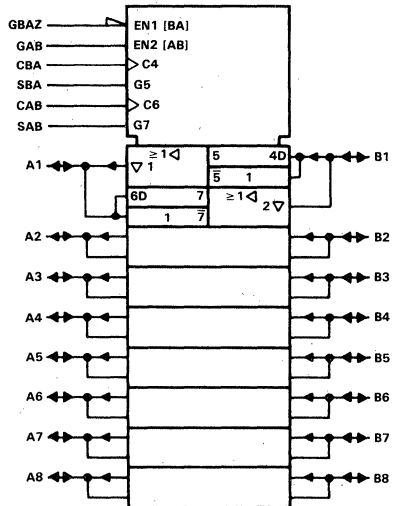 GBAZ EN1 [BA]
GAB EN2 [AB]
CBA C4
SBA G5
CAB C6
SAB G7
A1 ≥ 1 ◁ 5 4D B1
▽ 1 5̅ 1
6D 7 ≥ 1 ◁
1 7̅ 2 ▽
A2 B2
A3 B3
A4 B4
A5 B5
A6 B6
A7 B7
A8 B8